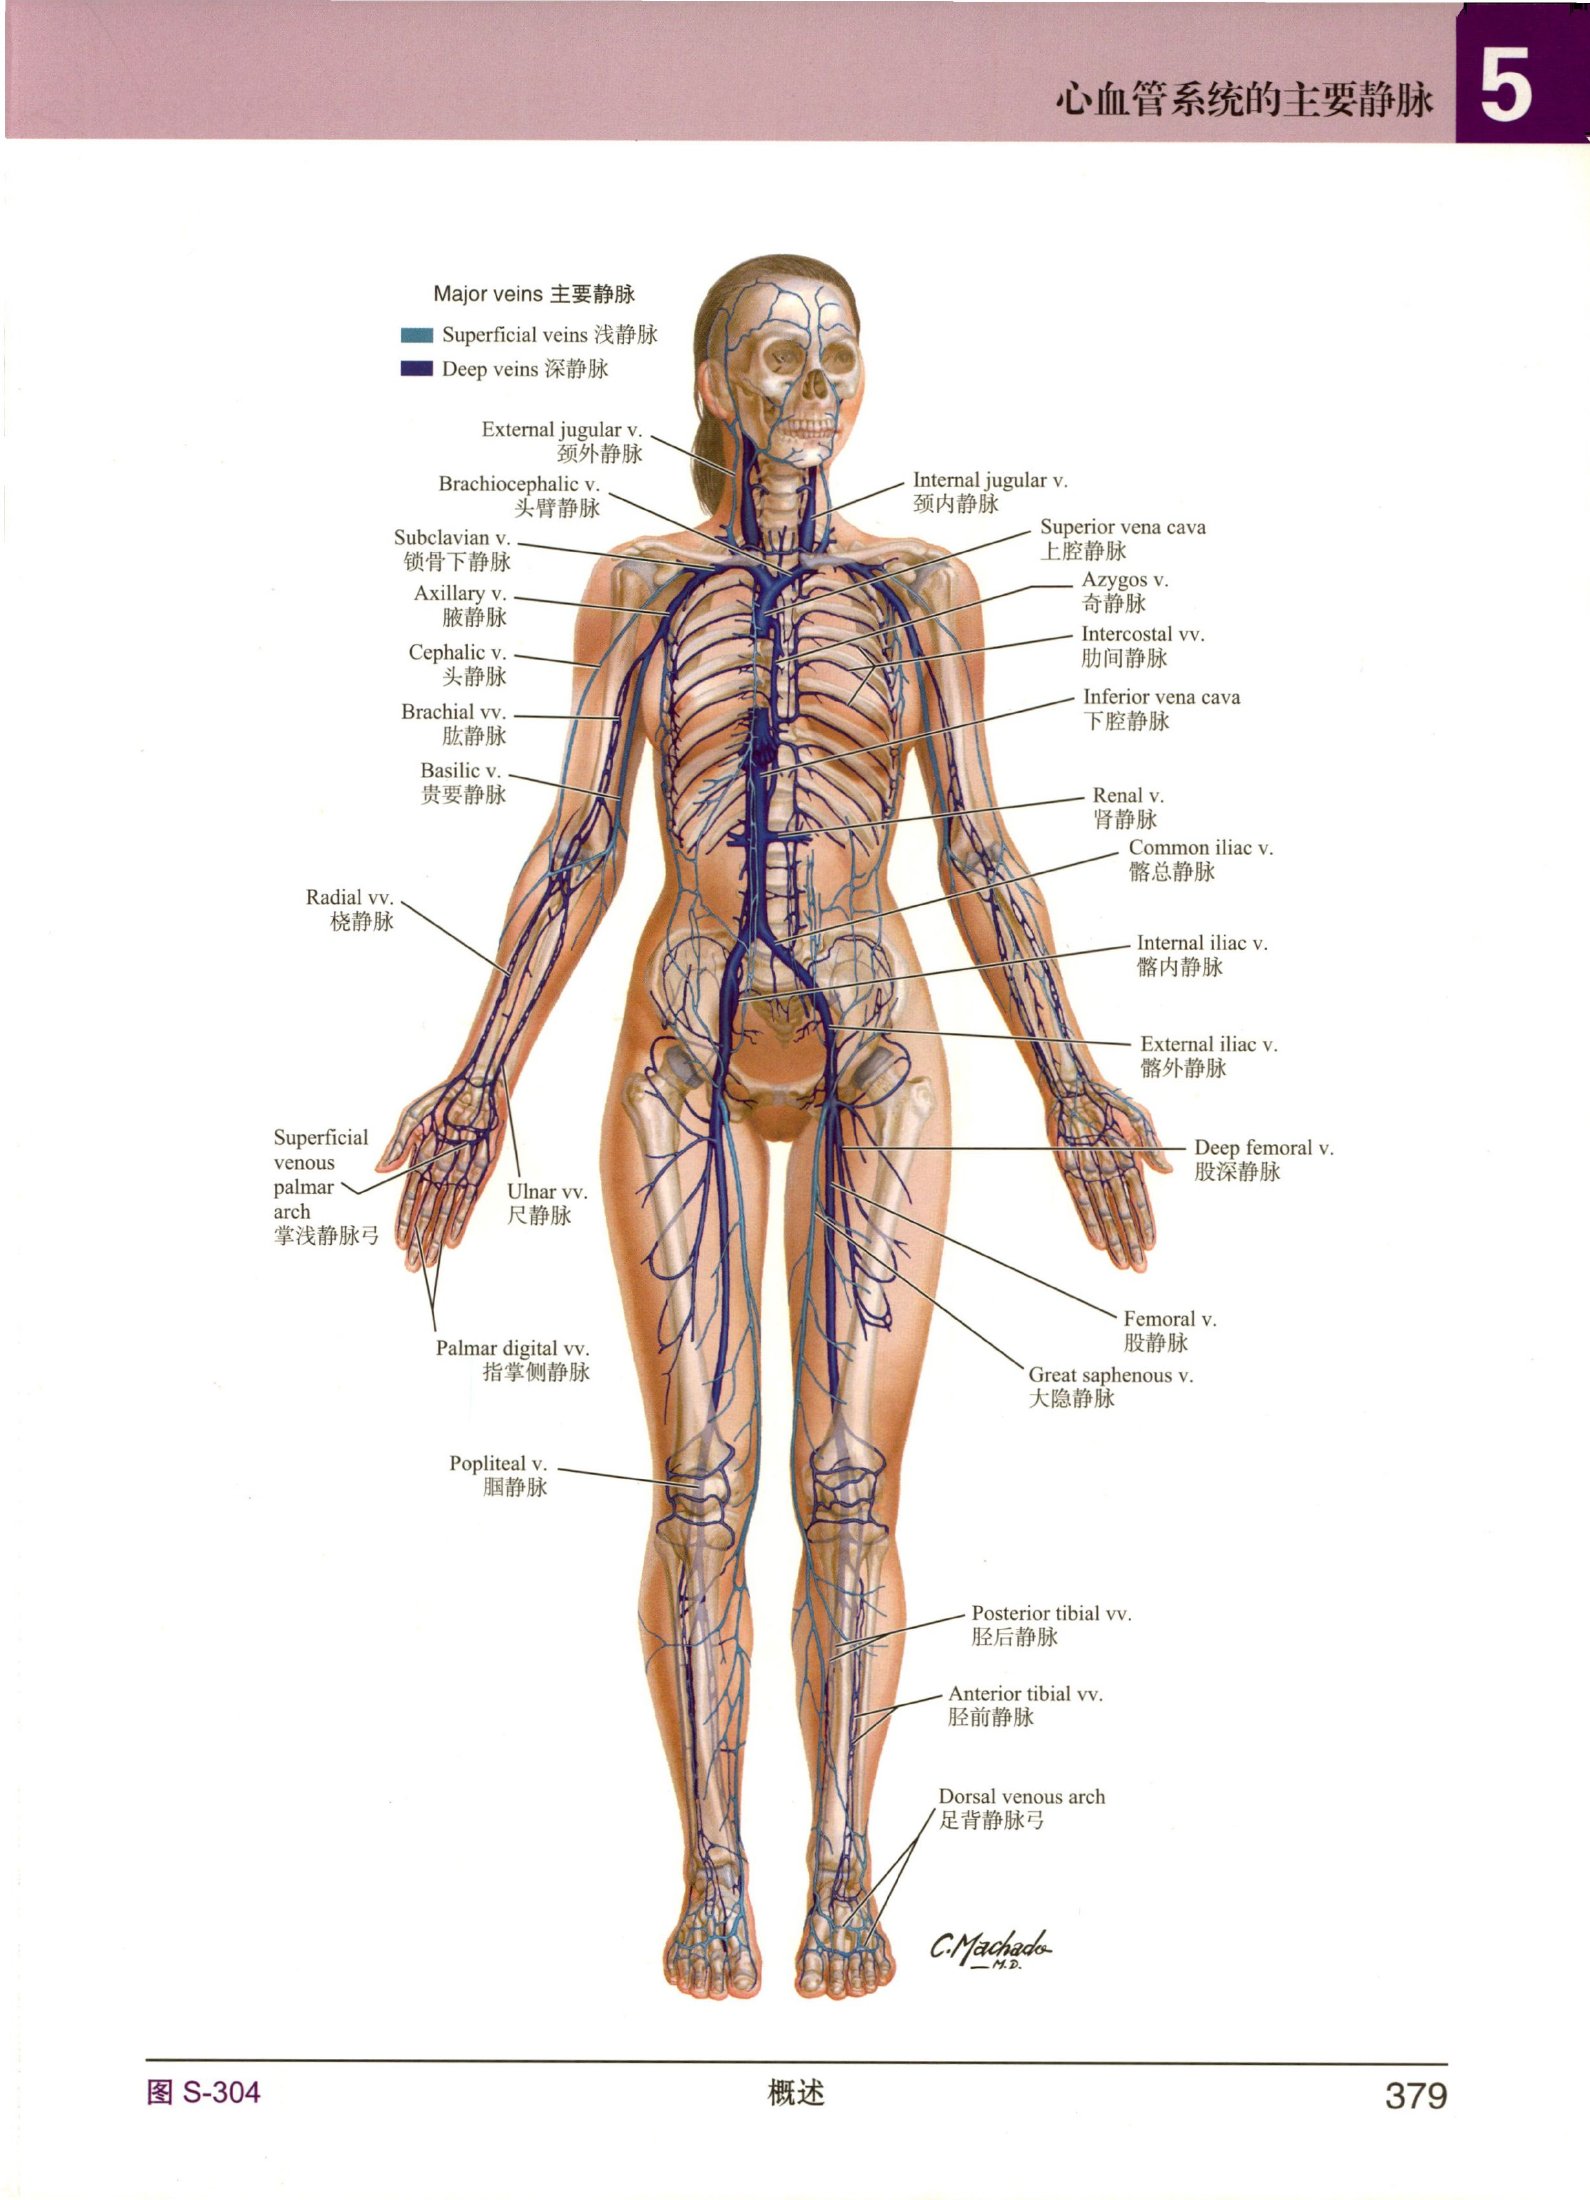 心血管系统的主要静脉
5
Major veins 主要静脉
Superficial veins 浅静脉
Deep veins 深静脉
External jugular v.
颈外静脉
Brachiocephalic v.
头臂静脉
Subclavian v.
锁骨下静脉
Axillary v.
腋静脉
Cephalic v.
头静脉
Brachial vv.
肱静脉
Basilic v.
贵要静脉
Radial vv.
桡静脉
Superficial
venous
palmar
arch
掌浅静脉弓
Ulnar vv.
尺静脉
Palmar digital vv.
指掌侧静脉
Popliteal v.
腘静脉
Internal jugular v.
颈内静脉
Superior vena cava
上腔静脉
Azygos v.
奇静脉
Intercostal vv.
肋间静脉
Inferior vena cava
下腔静脉
Renal v.
肾静脉
Common iliac v.
髂总静脉
Internal iliac v.
髂内静脉
External iliac v.
髂外静脉
Deep femoral v.
股深静脉
Femoral v.
股静脉
Great saphenous v.
大隐静脉
Posterior tibial vv.
胫后静脉
Anterior tibial vv.
胫前静脉
Dorsal venous arch
足背静脉弓
C.Machado
M.D.
图 S-304
概述
379